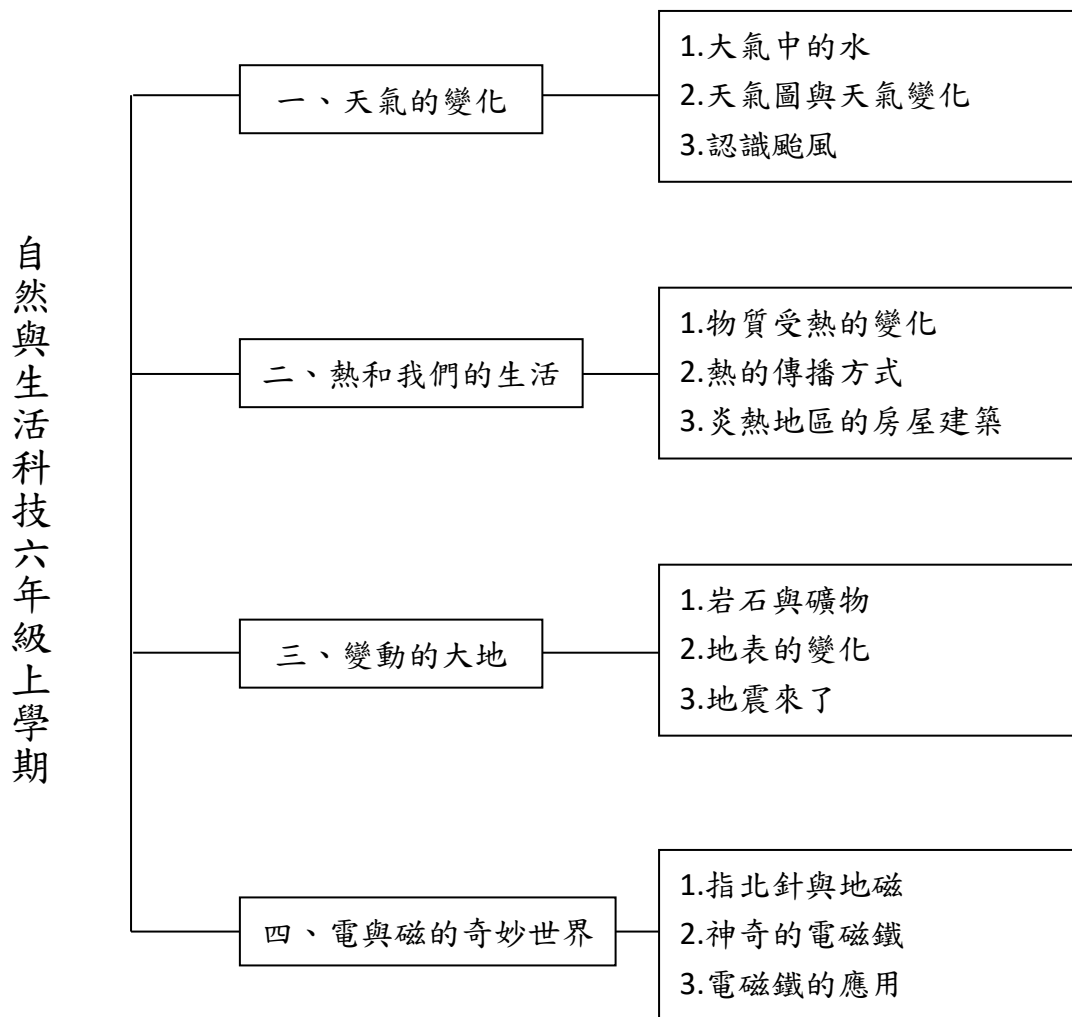 自然與生活科技六年級上學期
一、天氣的變化
1.大氣中的水
2.天氣圖與天氣變化
3.認識颱風
二、熱和我們的生活
1.物質受熱的變化
2.熱的傳播方式
3.炎熱地區的房屋建築
三、變動的大地
1.岩石與礦物
2.地表的變化
3.地震來了
四、電與磁的奇妙世界
1.指北針與地磁
2.神奇的電磁鐵
3.電磁鐵的應用